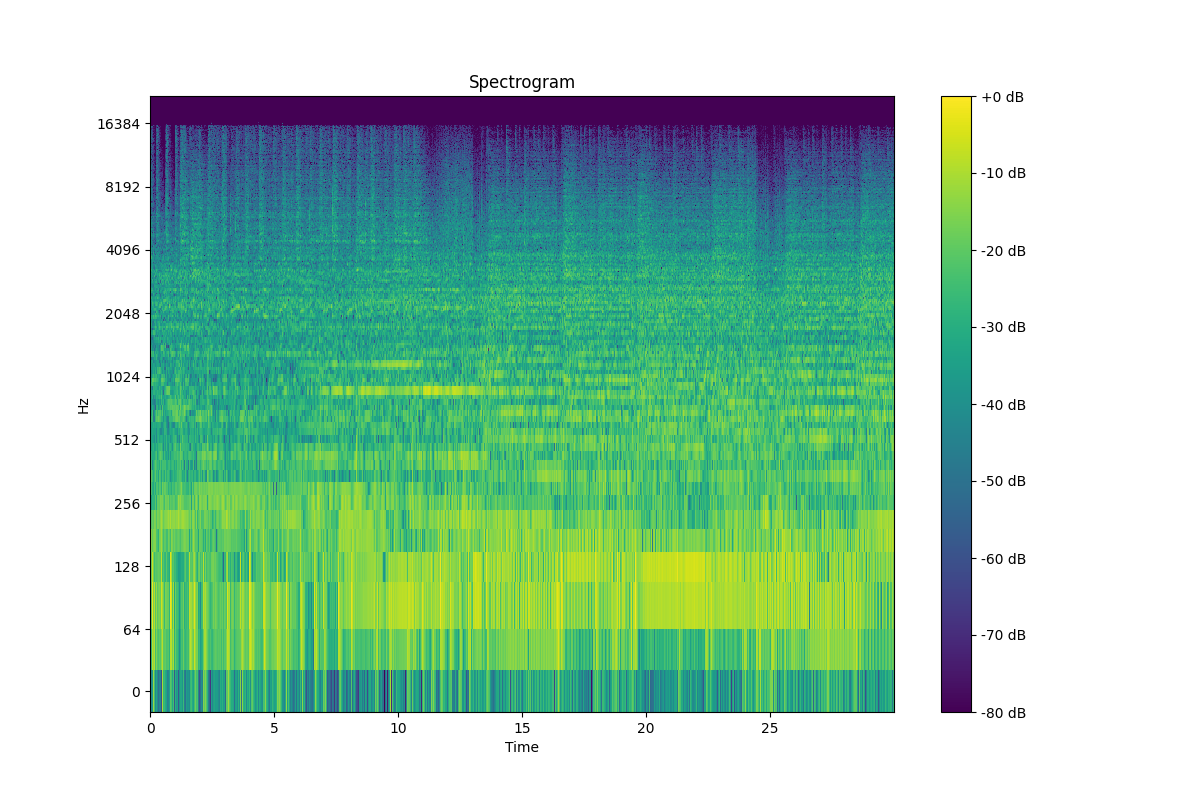 Spectrogram
+0 dB
16384
-10 dB
8192
-20 dB
4096
-30 dB
2048
1024
-40 dB
Hz
512
-50 dB
256
-60 dB
128
64
-70 dB
0
-80 dB
0 5 10 15 20 25
Time